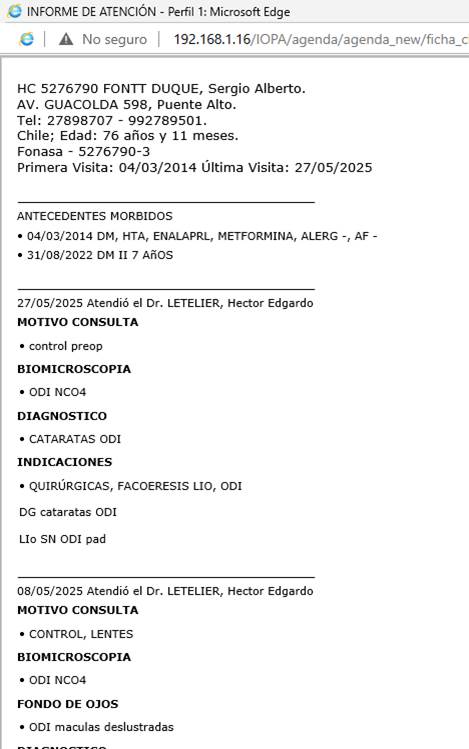 INFORME DE ATENCIÓN - Perfil 1: Microsoft Edge
No seguro 192.168.1.16/IOPA/agenda/agenda_new/ficha_c
HC 5276790 FONTT DUQUE, Sergio Alberto.
AV. GUACOLDA 598, Puente Alto.
Tel: 27898707 - 992789501.
Chile; Edad: 76 años y 11 meses.
Fonasa - 5276790-3
Primera Visita: 04/03/2014 Última Visita: 27/05/2025
ANTECEDENTES MORBIDOS
• 04/03/2014 DM, HTA, ENALAPRL, METFORMINA, ALERG -, AF -
• 31/08/2022 DM II 7 AñOS
27/05/2025 Atendió el Dr. LETELIER, Hector Edgardo
MOTIVO CONSULTA
• control preop
BIOMICROSCOPIA
• ODI NCO4
DIAGNOSTICO
• CATARATAS ODI
INDICACIONES
• QUIRÚRGICAS, FACOERESIS LIO, ODI
DG cataratas ODI
LIo SN ODI pad
08/05/2025 Atendió el Dr. LETELIER, Hector Edgardo
MOTIVO CONSULTA
• CONTROL, LENTES
BIOMICROSCOPIA
• ODI NCO4
FONDO DE OJOS
• ODI maculas deslustradas
DIAGNOSTICO